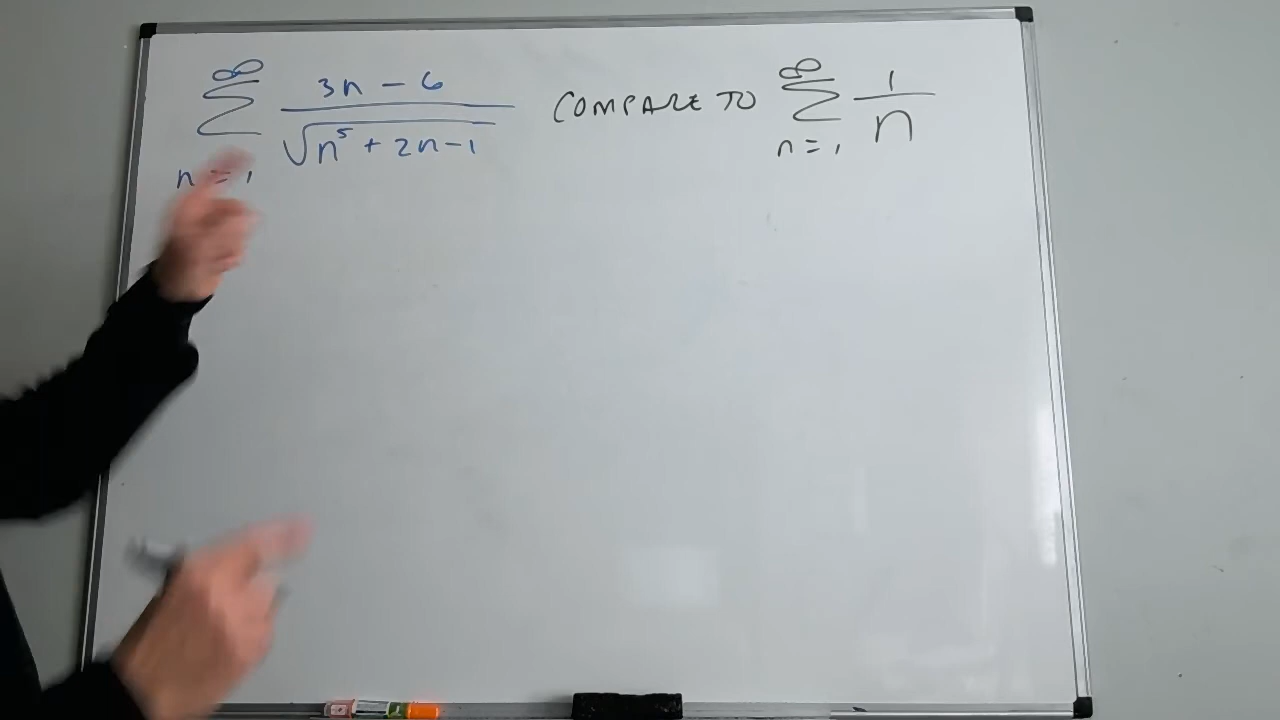 ∞ ∑ n=1 (3n - 6) / √(n⁵ + 2n - 1) COMPARE TO ∞ ∑ n=1 1/n